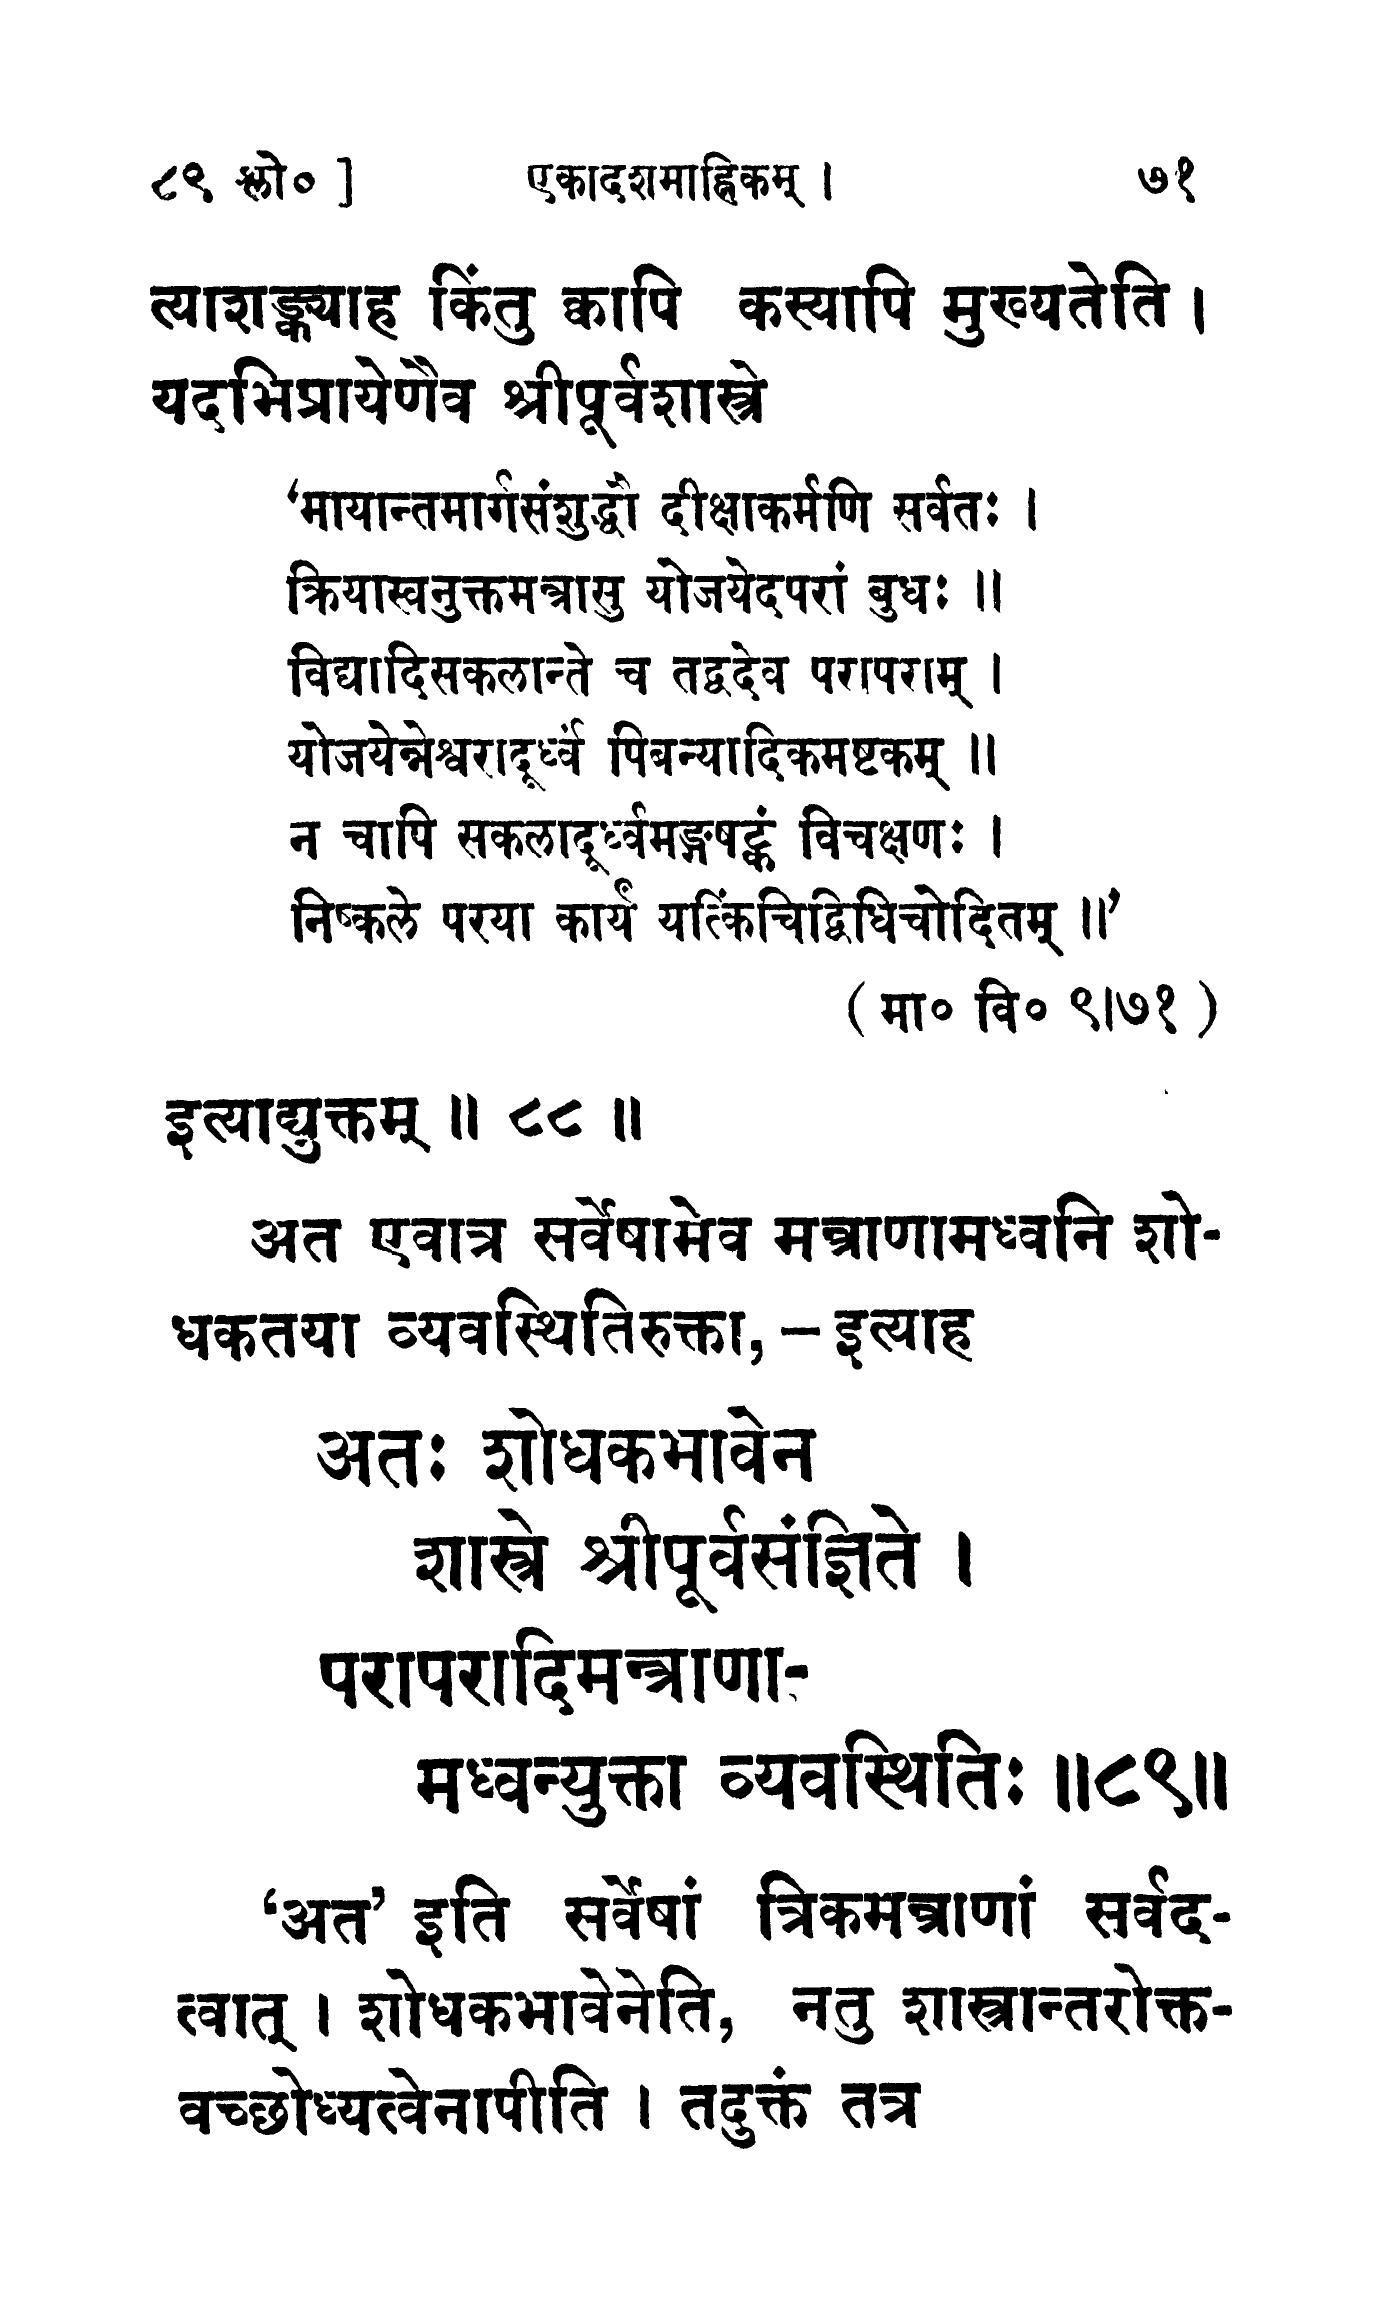 ८९ श्लो० ] एकादशमाह्निकम् । ७१
त्याशङ्क्याह किंतु क्वापि कस्यापि मुख्यतेति ।
यदभिप्रायेणैव श्रीपूर्वशास्त्रे
‘मायान्तमार्गसंशुद्धौ दीक्षाकर्मणि सर्वतः ।
क्रियास्वनुक्तमन्त्रासु योजयेदपरां बुधः ॥
विद्यादिसकलान्ते च तद्वदेव परापराम् ।
योजयेन्नेश्वरादूर्ध्वं पिबन्यादिकमष्टकम् ॥
न चापि सकलादूर्ध्वमङ्गषट्कं विचक्षणः ।
निष्कले परया कार्यं यत्किंचिद्विधिचोदितम् ॥’
( मा० वि० ९।७१ )
इत्याद्युक्तम् ॥ ८८ ॥
अत एवात्र सर्वेषामेव मन्त्राणामध्वनि शो-
धकतया व्यवस्थितिरुक्ता, – इत्याह
अतः शोधकभावेन
शास्त्रे श्रीपूर्वसंज्ञिते ।
परापरादिमन्त्राणा-
मध्वन्युक्ता व्यवस्थितिः ॥८९॥
‘अत’ इति सर्वेषां त्रिकमन्त्राणां सर्वद-
त्वात् । शोधकभावेनेति, नतु शास्त्रान्तरोक्त-
वच्छोध्यत्वेनापीति । तदुक्तं तत्र